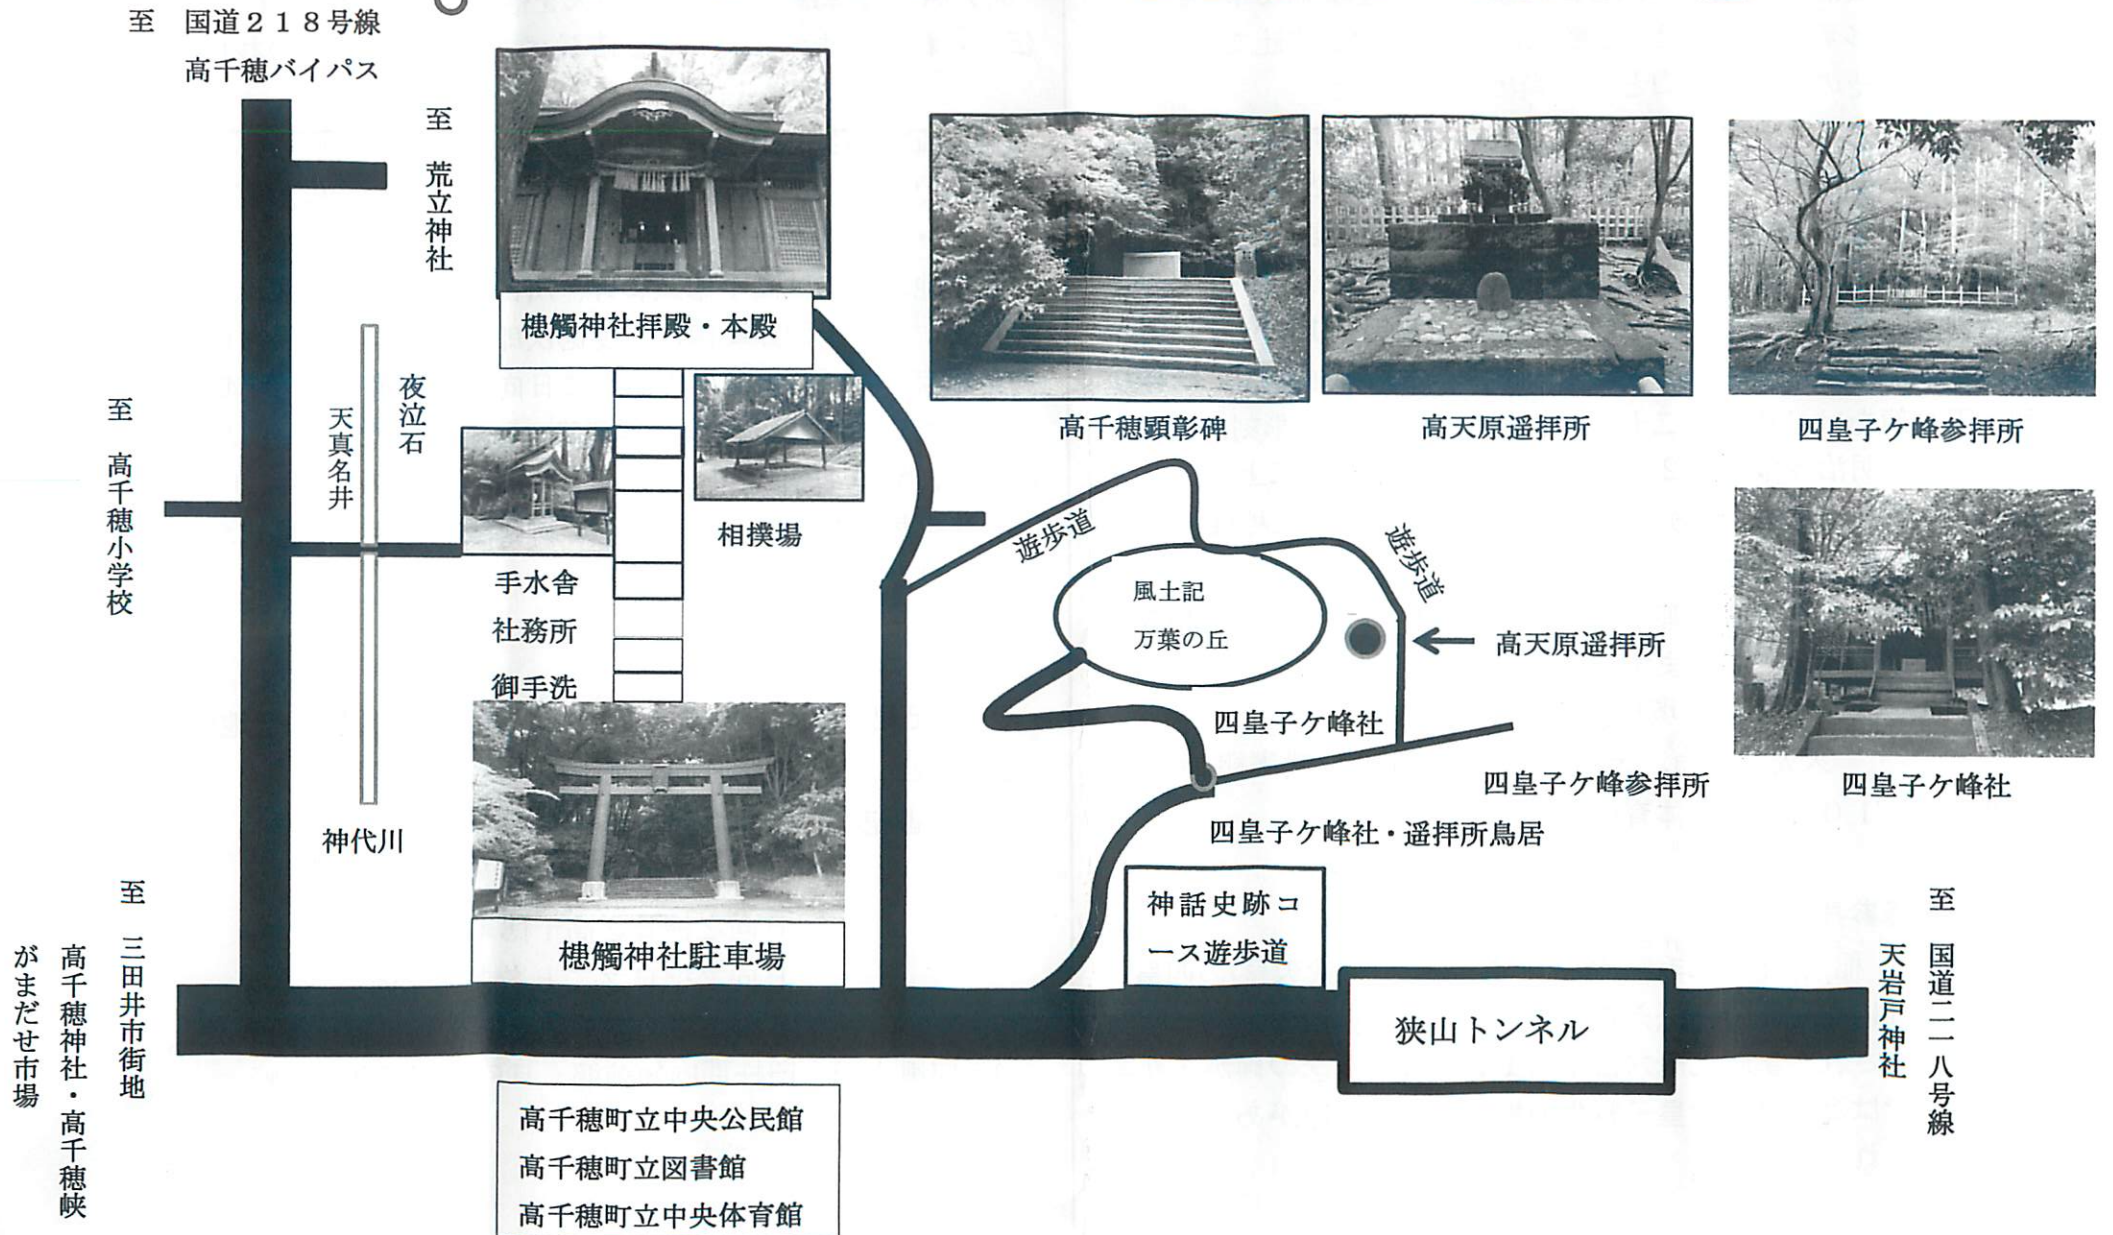 至　国道２１８号線
高千穂バイパス
至　荒立神社
槵觸神社拝殿・本殿
高千穂顕彰碑
高天原遥拝所
四皇子ケ峰参拝所
至　高千穂小学校
天真名井
夜泣石
相撲場
手水舎
社務所
御手洗
遊歩道
遊歩道
風土記
万葉の丘
高天原遥拝所
四皇子ケ峰社
四皇子ケ峰参拝所
四皇子ケ峰社
四皇子ケ峰社・遥拝所鳥居
神代川
槵觸神社駐車場
神話史跡コ
ース遊歩道
狭山トンネル
至　国道二一八号線
天岩戸神社
至　三田井市街地
高千穂神社・高千穂峡
がまだせ市場
高千穂町立中央公民館
高千穂町立図書館
高千穂町立中央体育館